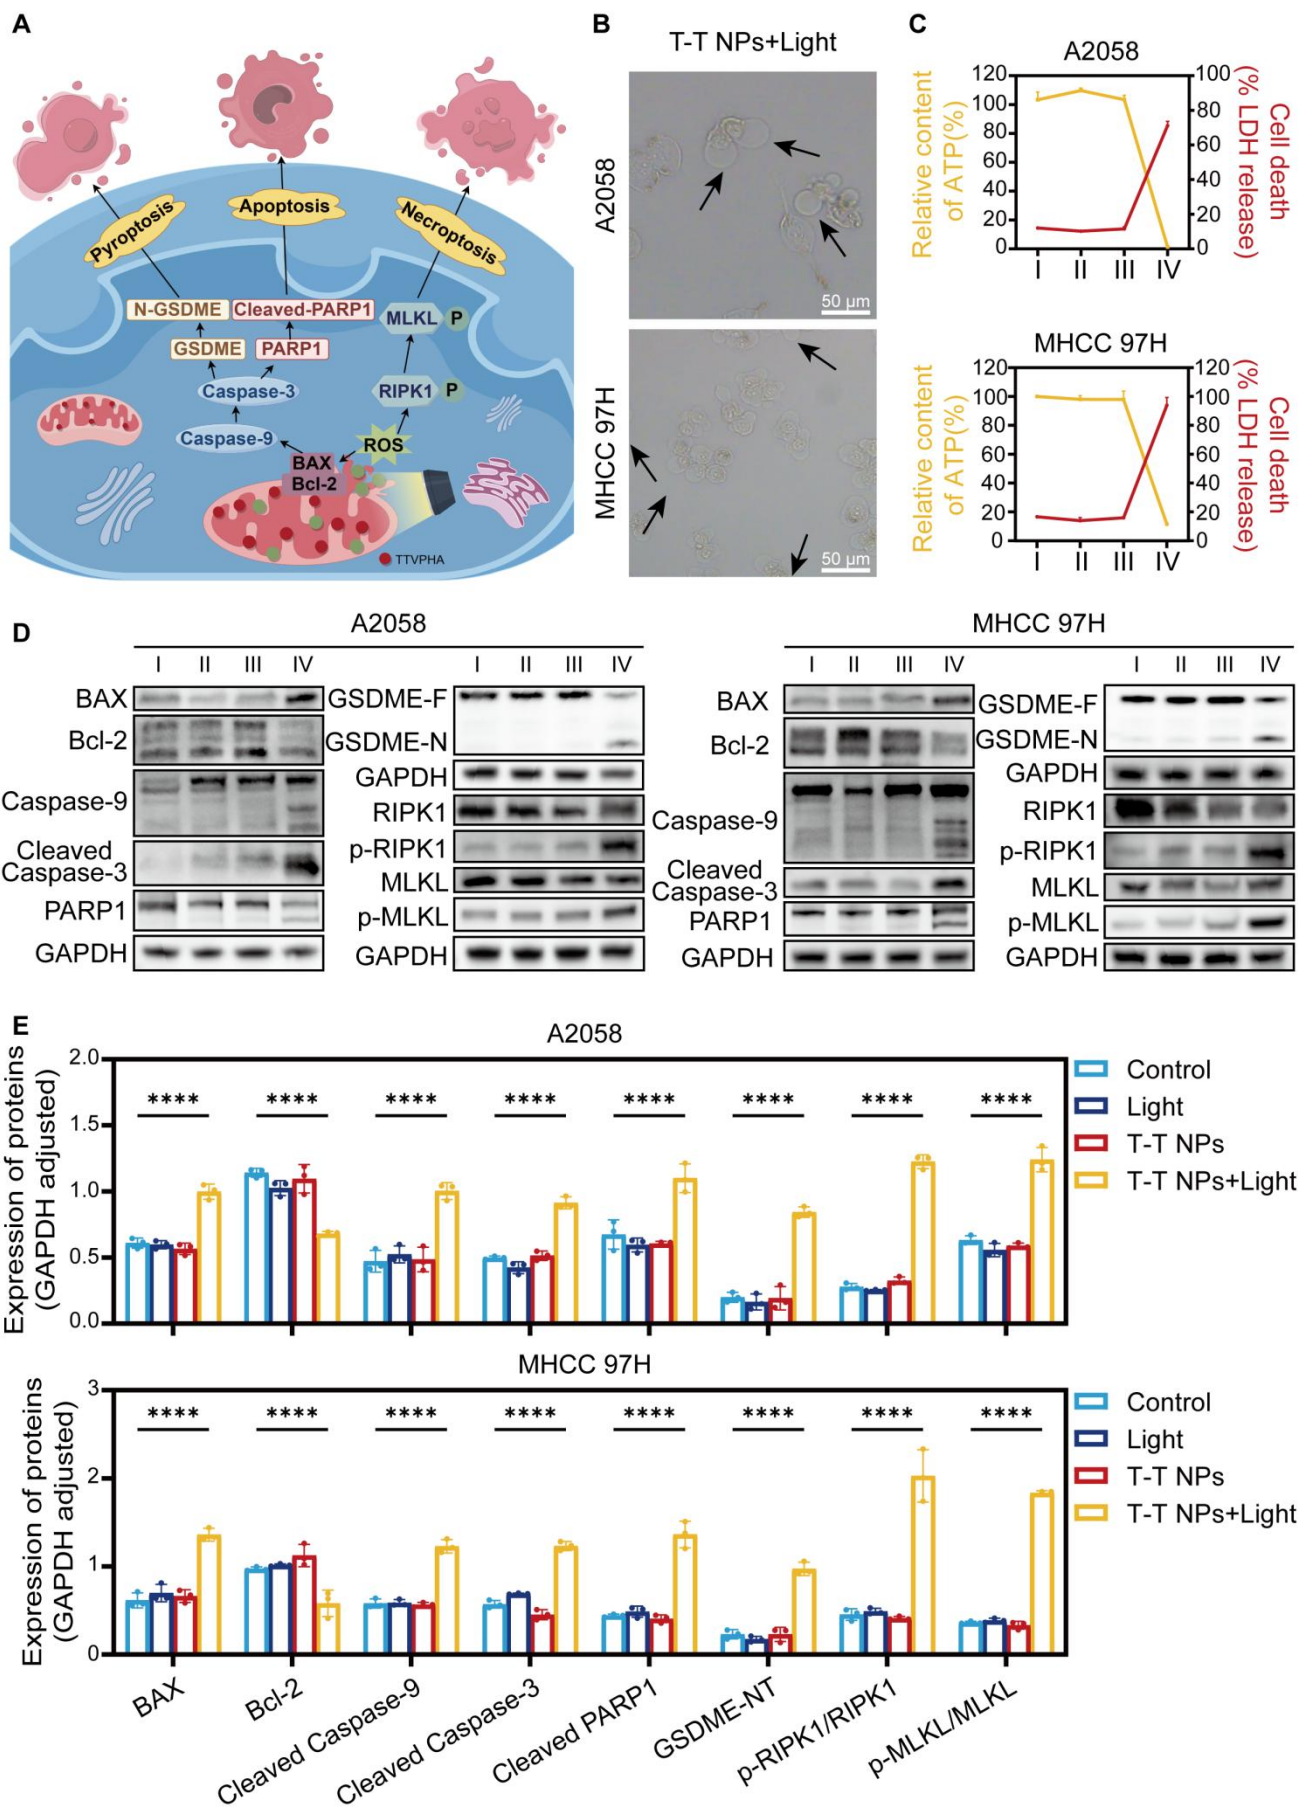 A
Pyroptosis
Apoptosis
Necroptosis
N-GSDME
Cleaved-PARP1
MLKL
P
GSDME
PARP1
Caspase-3
RIPK1
P
Caspase-9
ROS
BAX
Bcl-2
TTVPHA
B
T-T NPs+Light
A2058
50 µm
MHCC 97H
50 µm
C
A2058
Relative content
of ATP(%)
120
100
80
60
40
20
0
100
80
60
40
20
0
Cell death
(% LDH release)
I II III IV
MHCC 97H
Relative content
of ATP(%)
120
100
80
60
40
20
0
120
100
80
60
40
20
0
Cell death
(% LDH release)
I II III IV
D
A2058
I II III IV
BAX
Bcl-2
Caspase-9
Cleaved
Caspase-3
PARP1
GAPDH
I II III IV
GSDME-F
GSDME-N
GAPDH
RIPK1
p-RIPK1
MLKL
p-MLKL
GAPDH
MHCC 97H
I II III IV
BAX
Bcl-2
Caspase-9
Cleaved
Caspase-3
PARP1
GAPDH
I II III IV
GSDME-F
GSDME-N
GAPDH
RIPK1
p-RIPK1
MLKL
p-MLKL
GAPDH
E
A2058
Expression of proteins
(GAPDH adjusted)
2.0
1.5
1.0
0.5
0.0
**** **** **** **** **** **** **** ****
Control
Light
T-T NPs
T-T NPs+Light
MHCC 97H
Expression of proteins
(GAPDH adjusted)
3
2
1
0
**** **** **** **** **** **** **** ****
Control
Light
T-T NPs
T-T NPs+Light
BAX
Bcl-2
Cleaved Caspase-9
Cleaved Caspase-3
Cleaved PARP1
GSDME-NT
p-RIPK1/RIPK1
p-MLKL/MLKL